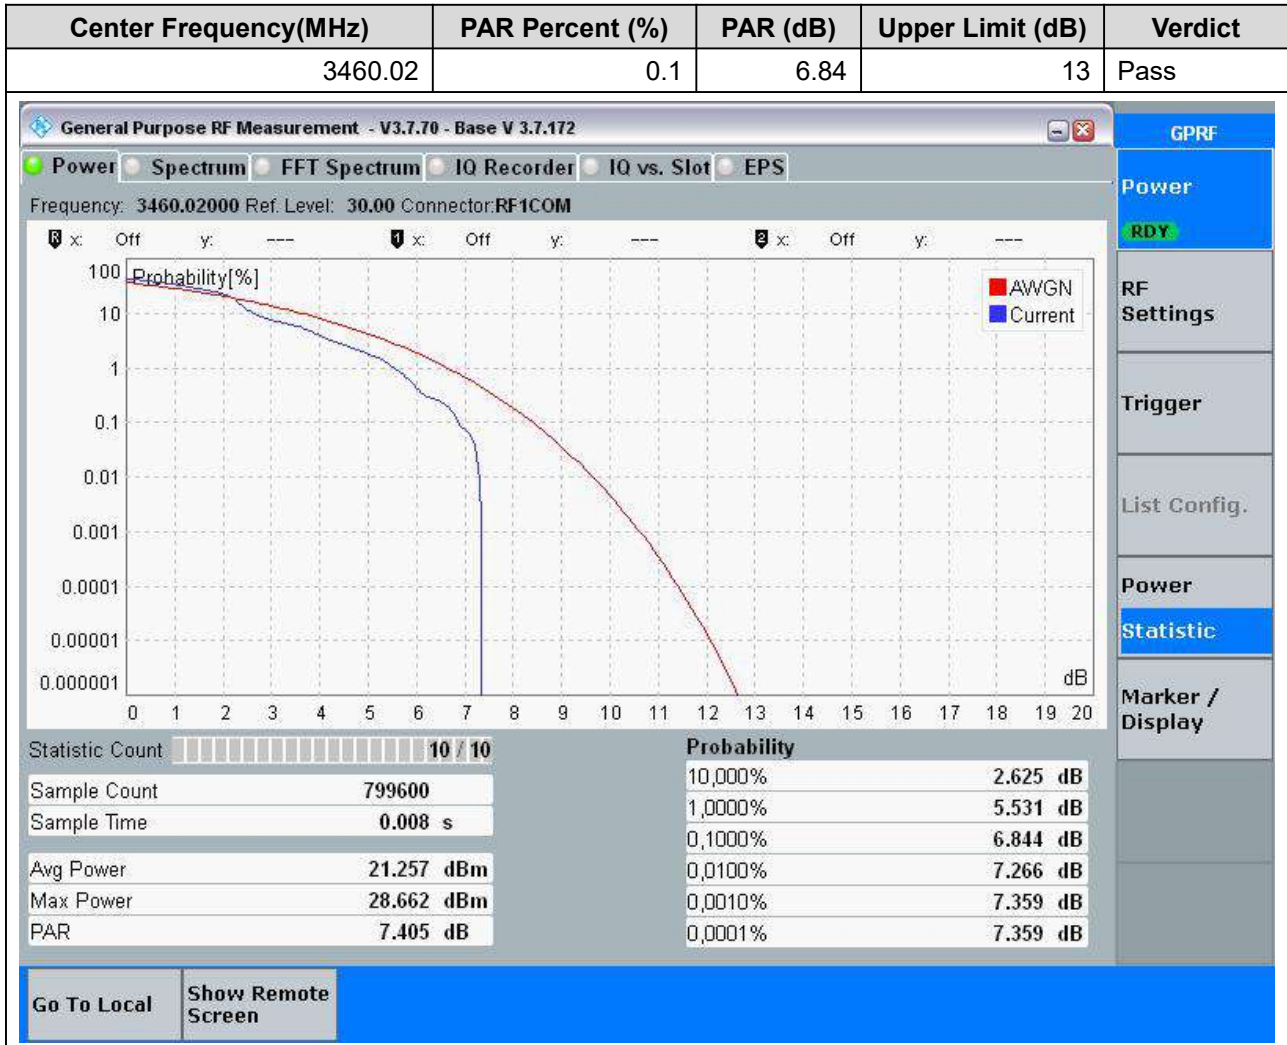 Center Frequency(MHz) PAR Percent (%) PAR (dB) Upper Limit (dB) Verdict
3460.02 0.1 6.84 13 Pass
General Purpose RF Measurement - V3.7.70 - Base V 3.7.172
GPRF
Power Spectrum FFT Spectrum IQ Recorder IQ vs. Slot EPS
Frequency: 3460.02000 Ref. Level: 30.00 Connector:RF1COM
R x: Off y: --- 1 x: Off y: --- 2 x: Off y: ---
Probability[%]
AWGN
Current
100
10
1
0.1
0.01
0.001
0.0001
0.00001
0.000001
dB
0 1 2 3 4 5 6 7 8 9 10 11 12 13 14 15 16 17 18 19 20
Statistic Count 10 / 10
Sample Count 799600
Sample Time 0.008 s
Avg Power 21.257 dBm
Max Power 28.662 dBm
PAR 7.405 dB
Probability
10,000% 2.625 dB
1,0000% 5.531 dB
0,1000% 6.844 dB
0,0100% 7.266 dB
0,0010% 7.359 dB
0,0001% 7.359 dB
Power
RDY
RF
Settings
Trigger
List Config.
Power
Statistic
Marker /
Display
Go To Local
Show Remote
Screen